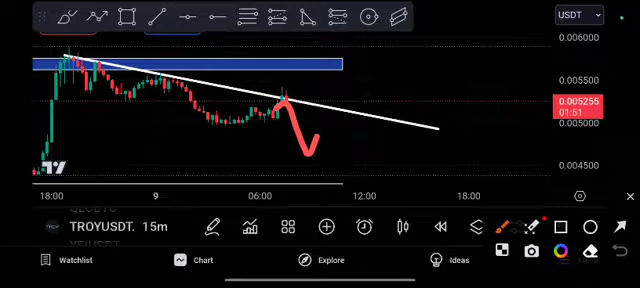 USDT
0.006000
0.005500
0.005255
01:51
0.005000
0.004500
18:00 9 06:00 12:00 18:00
TROYUSDT. 15m
Watchlist Chart Explore Ideas